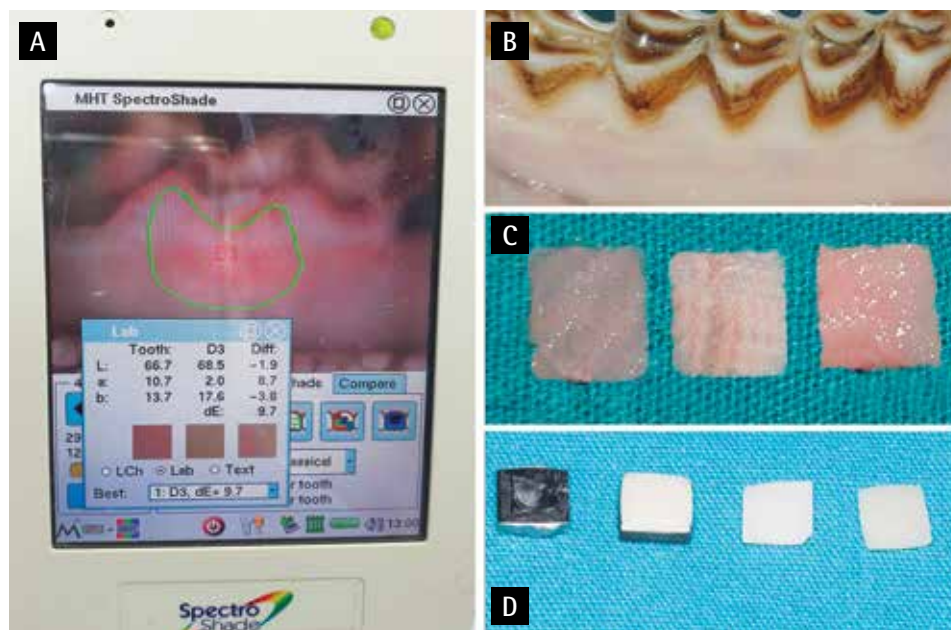 A
MHT SpectroShade
Lab
Tooth: D3 Diff:
L: 66.7 68.5 -1.9
a: 10.7 2.0 8.7
b: 13.7 17.6 -3.8
dE: 9.7
hade Compare
LCh Lab Text
assical
r tooth
r tooth
Best: 1: D3, dE= 9.7
13:00
Spectro
Shade
B
C
D